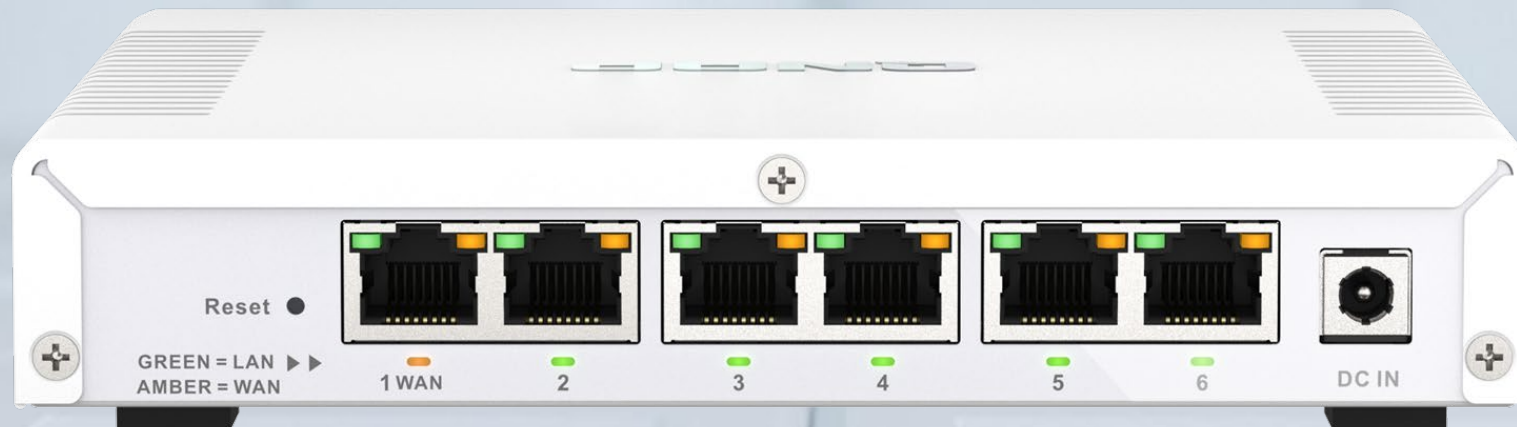 Reset
GREEN = LAN ▶ ▶
AMBER = WAN
1 WAN
2
3
4
5
6
DC IN